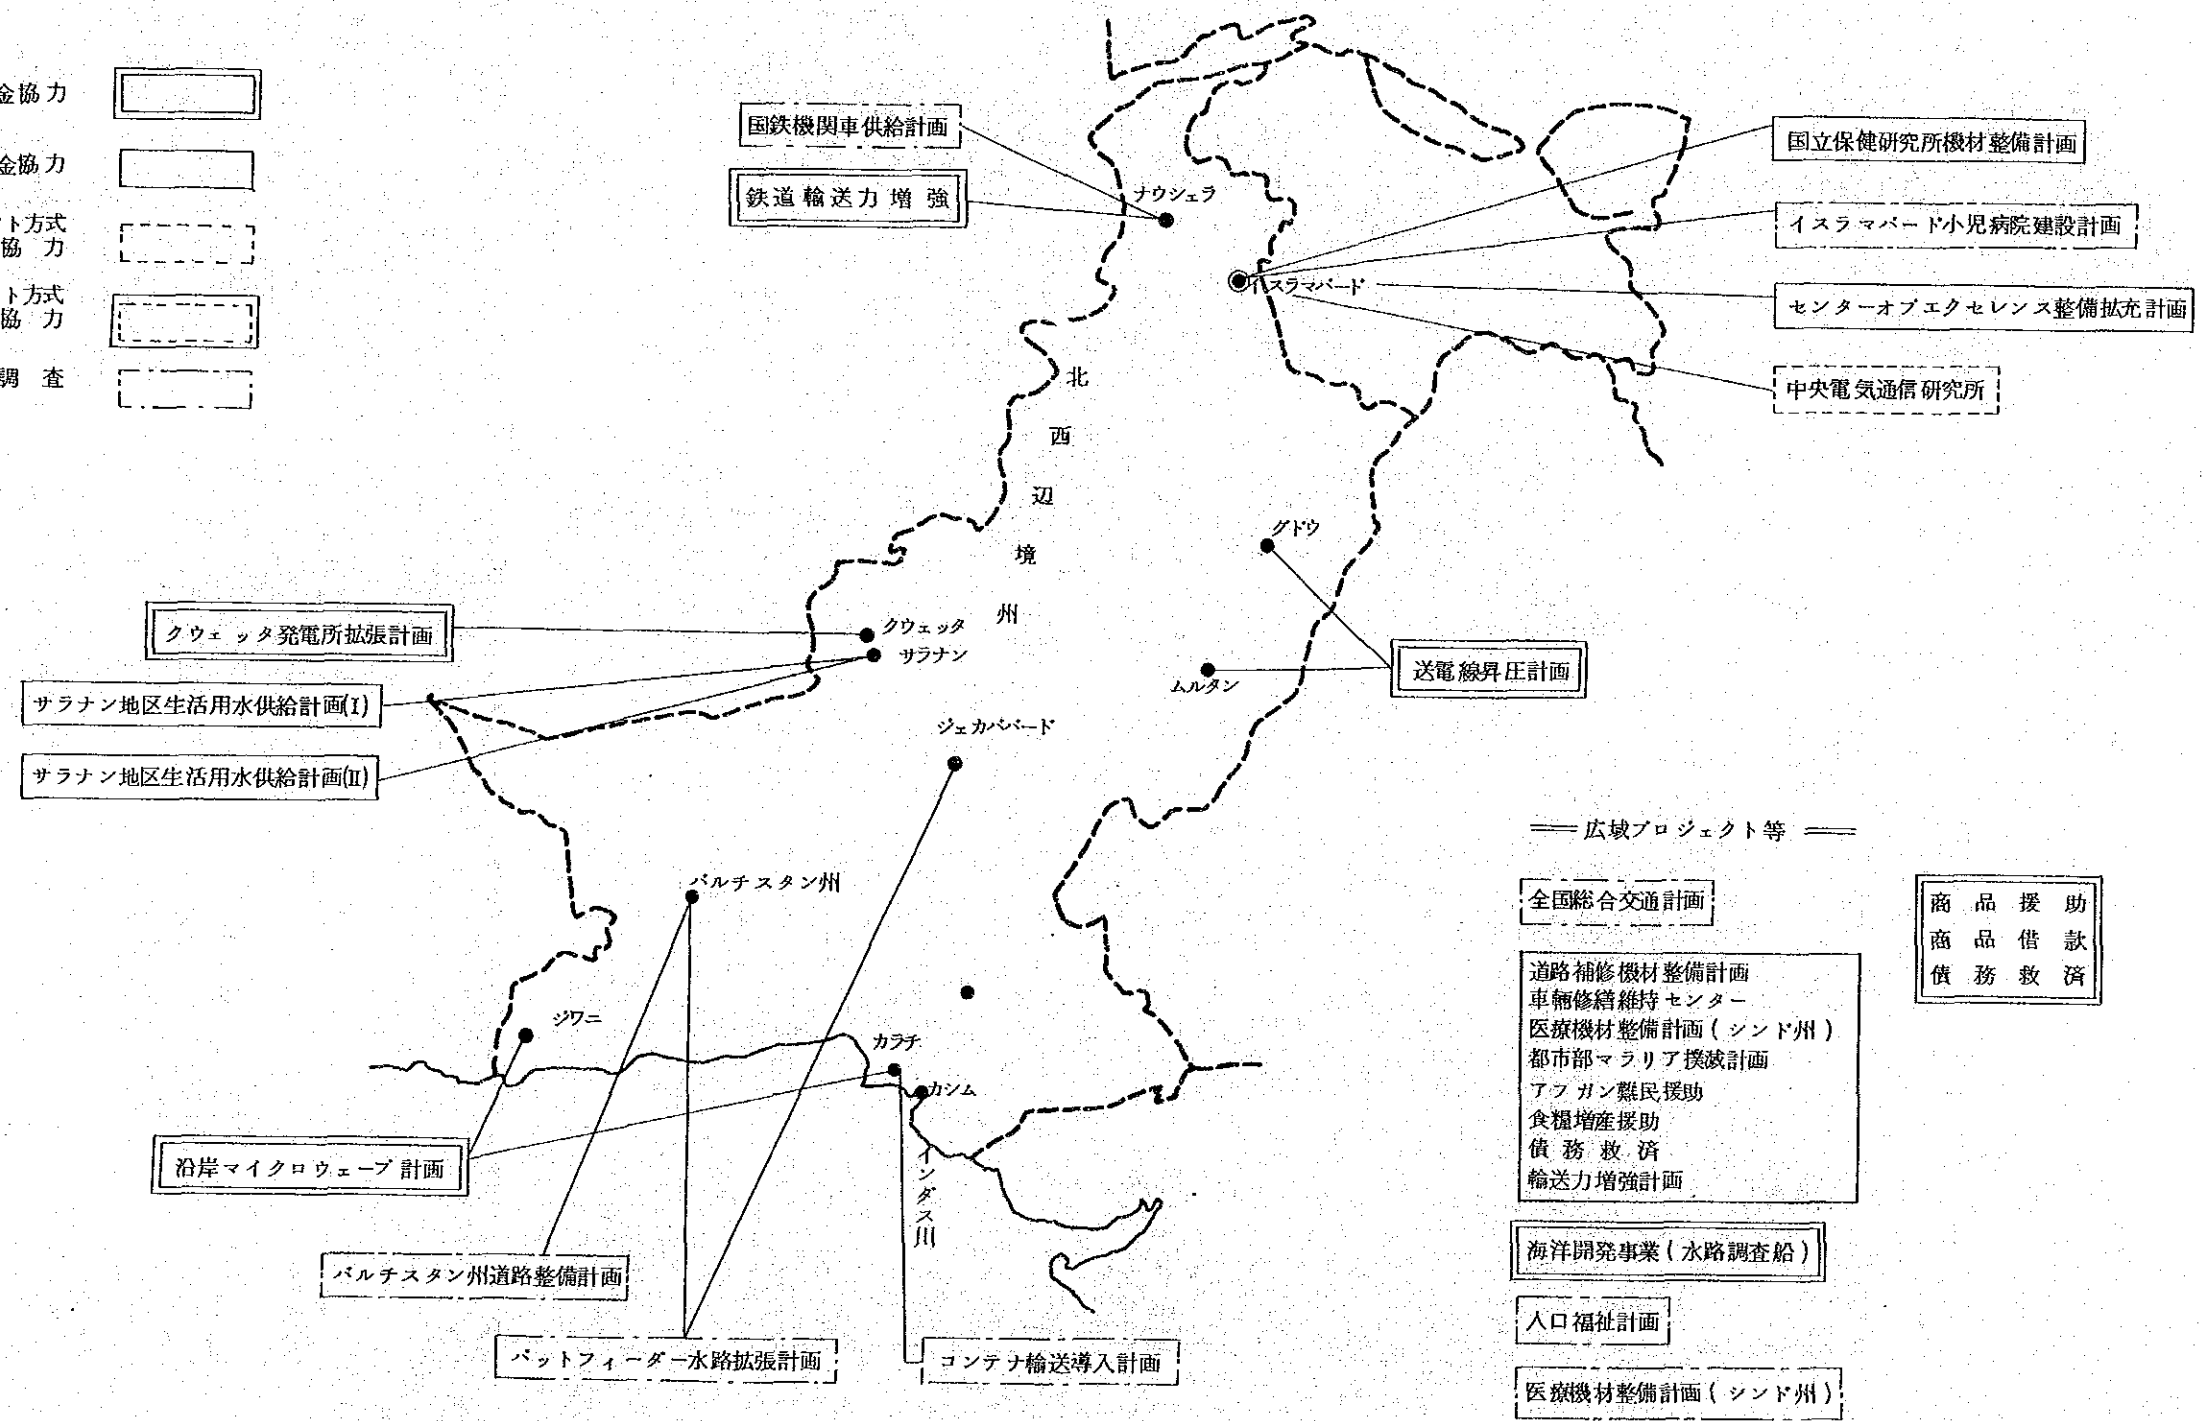 金協力
金協力
ト方式
協 力
ト方式
協 力
調 査
国鉄機関車供給計画
鉄道輸送力増強
ナウシェラ
国立保健研究所機材整備計画
イスラマバード小児病院建設計画
イスラマバード
センターオブエクセレンス整備拡充計画
中央電気通信研究所
北西辺境州
グドウ
クウェッタ発電所拡張計画
クウェッタ
サラナン
サラナン地区生活用水供給計画(I)
サラナン地区生活用水供給計画(II)
ムルタン
送電線昇圧計画
ジェカババード
バルチスタン州
ジワニ
カラチ
カシム
インダス川
沿岸マイクロウェーブ計画
バルチスタン州道路整備計画
パットフィーダー水路拡張計画
コンテナ輸送導入計画
広域プロジェクト等
全国総合交通計画
商品援助
商品借款
債務救済
道路補修機材整備計画
車輛修繕維持センター
医療機材整備計画(シンド州)
都市部マラリア撲滅計画
アフガン難民援助
食糧増産援助
債務救済
輸送力増強計画
海洋開発事業(水路調査船)
人口福祉計画
医療機材整備計画(シンド州)